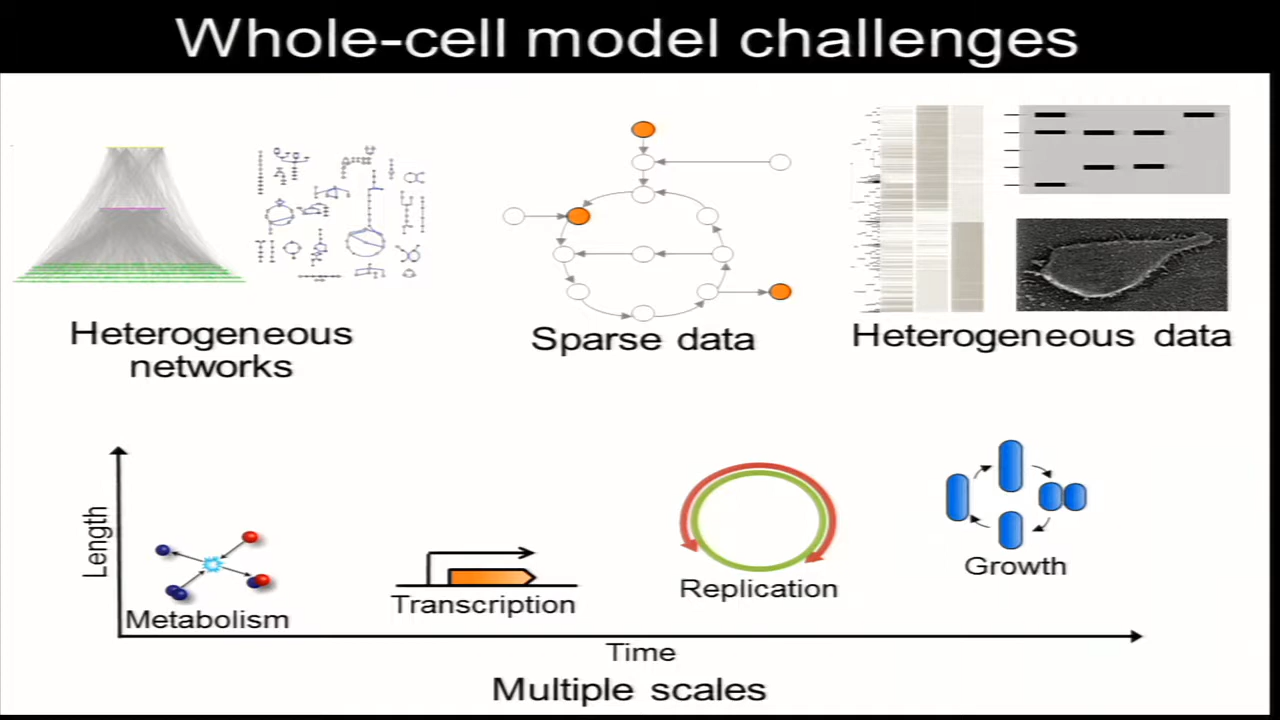 Whole-cell model challenges
Heterogeneous
networks
Sparse data
Heterogeneous data
Length
Metabolism
Transcription
Replication
Growth
Time
Multiple scales